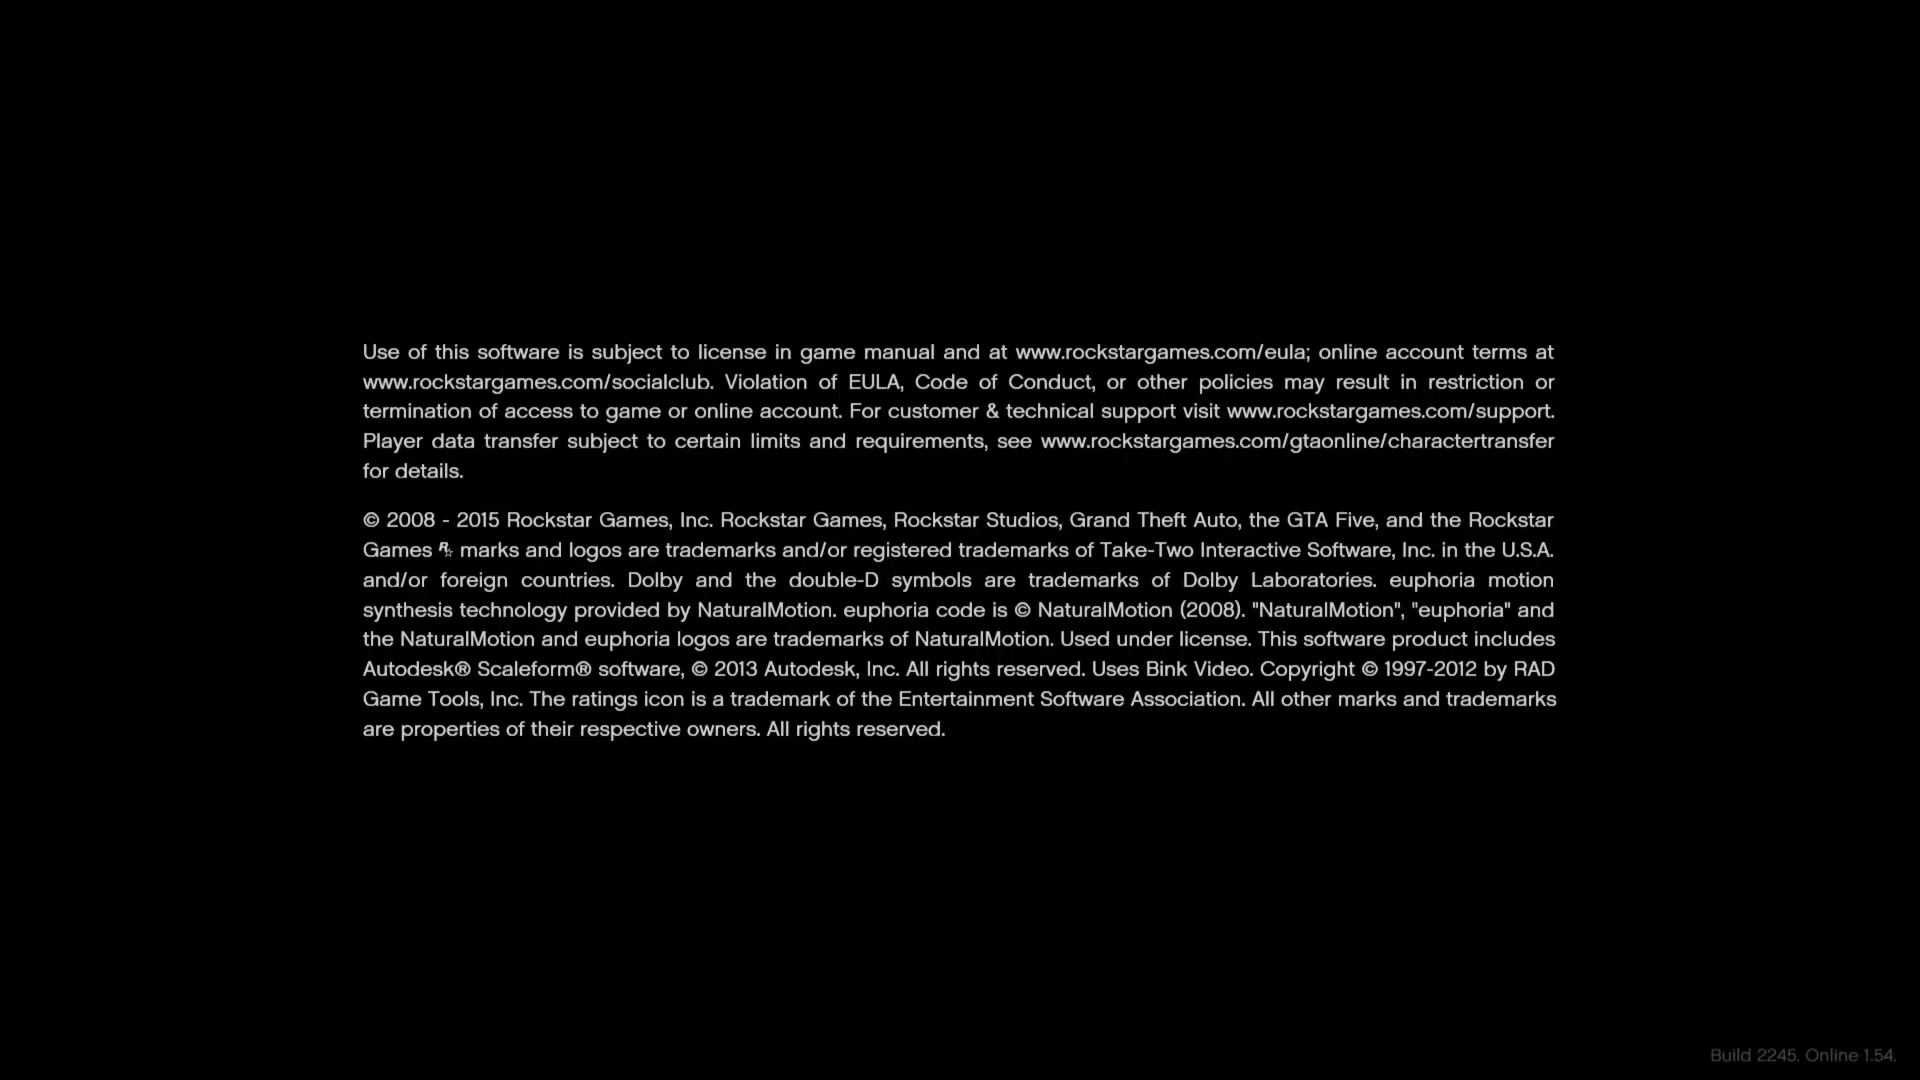 Use of this software is subject to license in game manual and at www.rockstargames.com/eula; online account terms at
www.rockstargames.com/socialclub. Violation of EULA, Code of Conduct, or other policies may result in restriction or
termination of access to game or online account. For customer & technical support visit www.rockstargames.com/support.
Player data transfer subject to certain limits and requirements, see www.rockstargames.com/gtaonline/charactertransfer
for details.
© 2008 - 2015 Rockstar Games, Inc. Rockstar Games, Rockstar Studios, Grand Theft Auto, the GTA Five, and the Rockstar
Games R* marks and logos are trademarks and/or registered trademarks of Take-Two Interactive Software, Inc. in the U.S.A.
and/or foreign countries. Dolby and the double-D symbols are trademarks of Dolby Laboratories. euphoria motion
synthesis technology provided by NaturalMotion. euphoria code is © NaturalMotion (2008). "NaturalMotion", "euphoria" and
the NaturalMotion and euphoria logos are trademarks of NaturalMotion. Used under license. This software product includes
Autodesk® Scaleform® software, © 2013 Autodesk, Inc. All rights reserved. Uses Bink Video. Copyright © 1997-2012 by RAD
Game Tools, Inc. The ratings icon is a trademark of the Entertainment Software Association. All other marks and trademarks
are properties of their respective owners. All rights reserved.
Build 2245. Online 1.54.